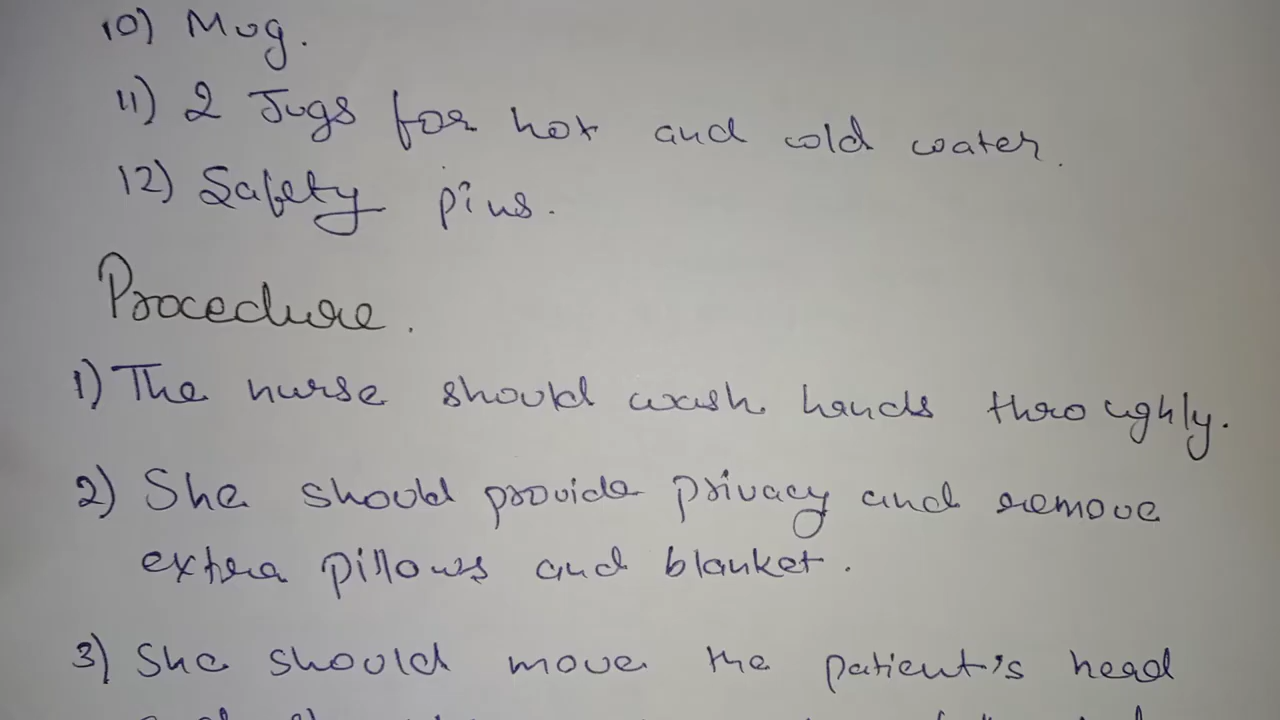 10) Mug.
11) 2 Jugs for hot and cold water.
12) Safety pins.
Procedure.
1) The nurse should wash hands throughly.
2) She should provide privacy and remove
extra pillows and blanket.
3) She should move the patient's head